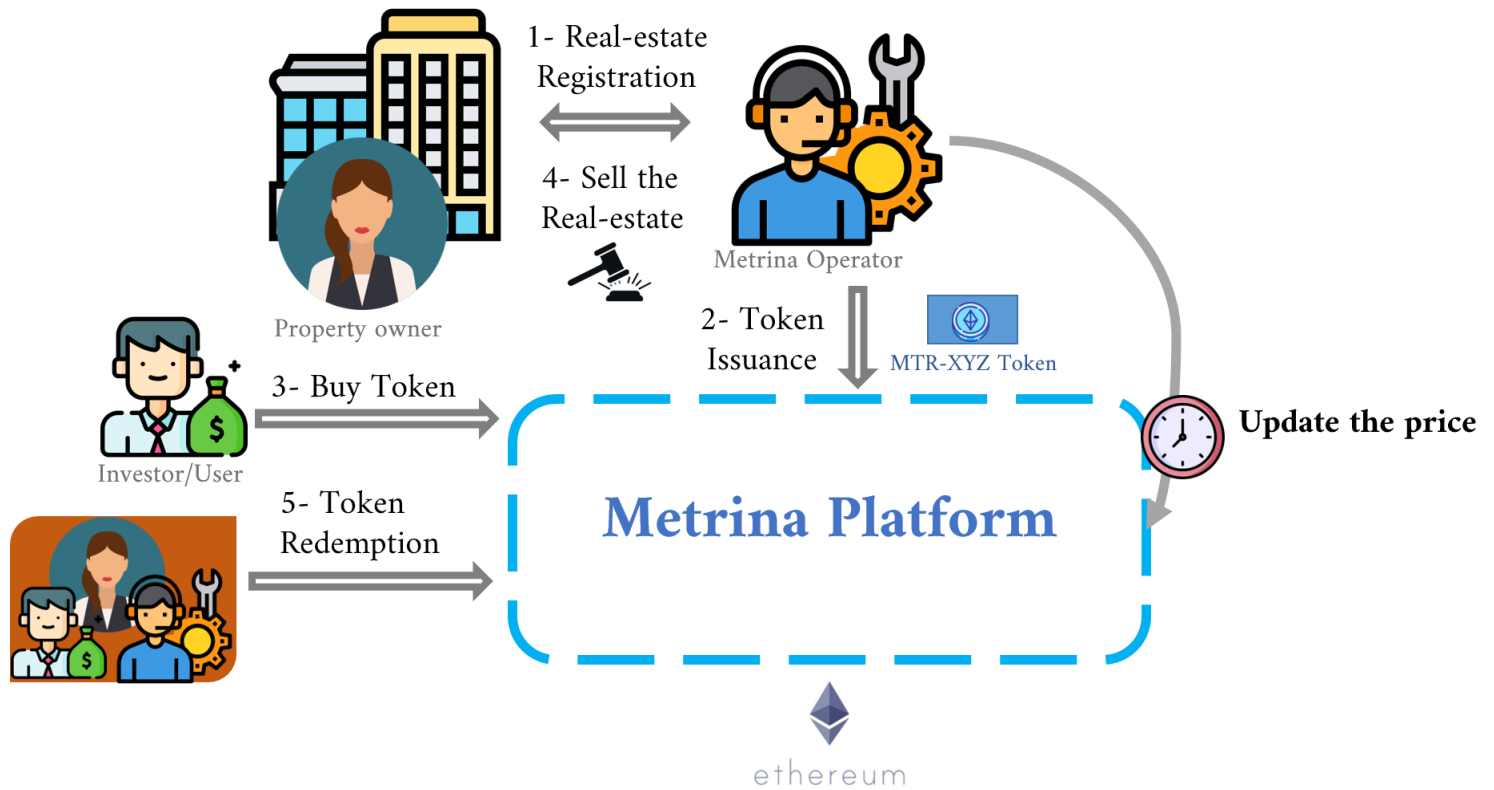 1- Real-estate
Registration
4- Sell the
Real-estate
Metrina Operator
Property owner
2- Token
Issuance
MTR-XYZ Token
3- Buy Token
Investor/User
Update the price
5- Token
Redemption
Metrina Platform
ethereum